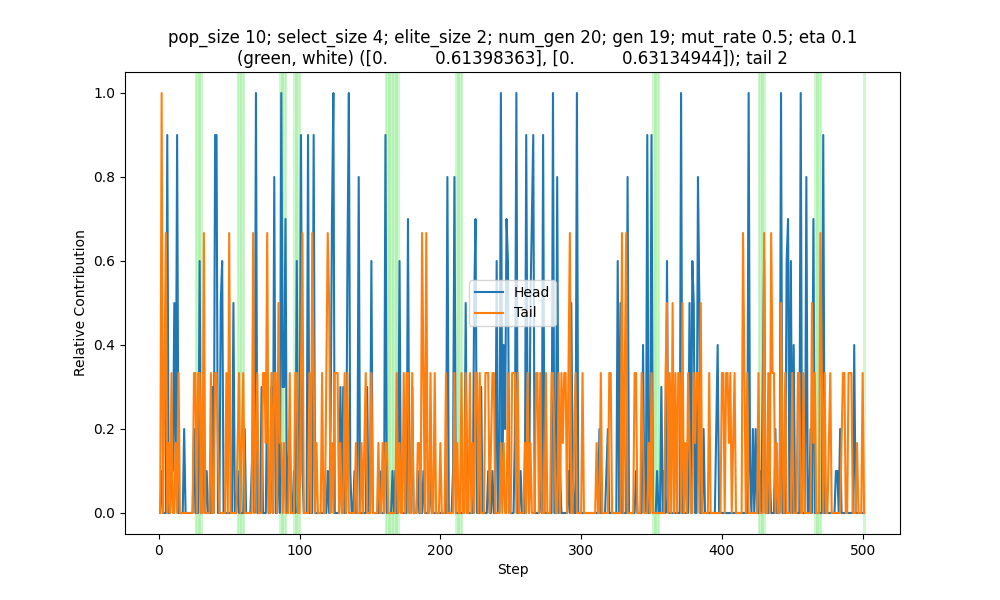 pop_size 10; select_size 4; elite_size 2; num_gen 20; gen 19; mut_rate 0.5; eta 0.1
(green, white) ([0.         0.61398363], [0.         0.63134944]); tail 2
1.0
0.8
0.6
0.4
0.2
0.0
Relative Contribution
Head
Tail
0
100
200
300
400
500
Step